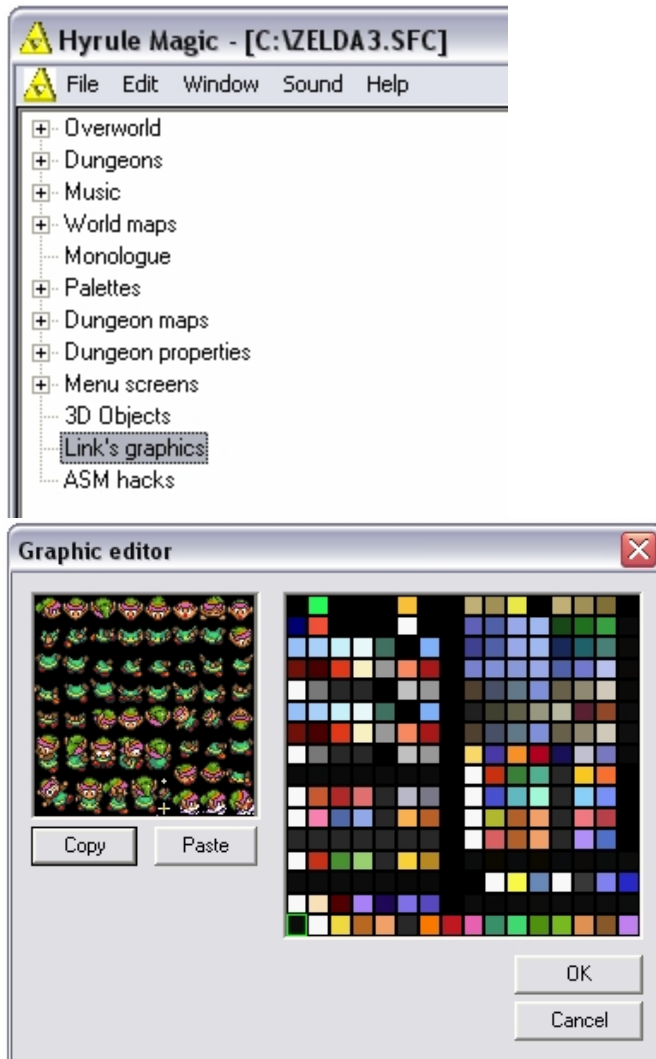 Hyrule Magic - [C:\ZELDA3.SFC]
File Edit Window Sound Help
Overworld
Dungeons
Music
World maps
Monologue
Palettes
Dungeon maps
Dungeon properties
Menu screens
3D Objects
Link's graphics
ASM hacks
Graphic editor
Copy Paste
OK
Cancel